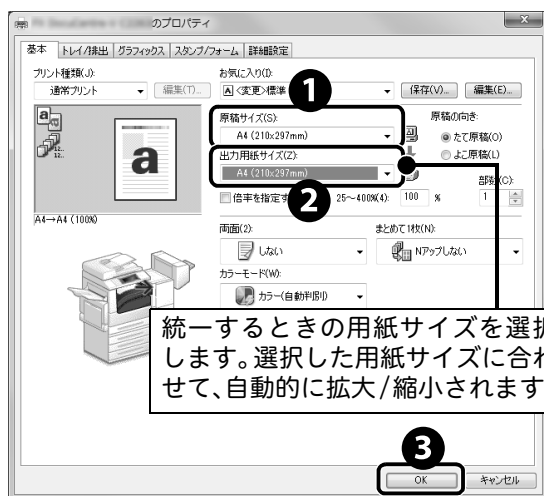 のプロパティ
基本 トレイ/排出 グラフィックス スタンプ/フォーム 詳細設定
プリント種類(J): お気に入り(I):
通常プリント 編集(T)... A <変更>標準 保存(V)... 編集(E)...
1
原稿サイズ(S): 原稿の向き:
A4 (210x297mm) たて原稿(O)
出力用紙サイズ(Z): よこ原稿(L)
A4 (210x297mm)
部数(C):
倍率を指定す 2 25～400%(4): 100 % 1
A4→A4 (100%)
両面(2): まとめて1枚(N):
しない Nアップしない
カラーモード(W):
カラー(自動判別)
統一するときの用紙サイズを選択
します。選択した用紙サイズに合わ
せて、自動的に拡大/縮小されます
3
OK キャンセル